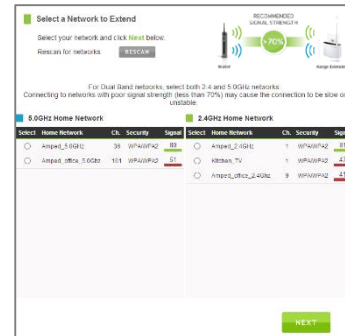 Select a Network to Extend
RECOMMENDED
SIGNAL STRENGTH
Select your network and click Next below.
>70%
Rescan for networks RESCAN
Router Range Exten
For Dual Band networks, select both 2.4 and 5.0GHz networks.
Connecting to networks with poor signal strength (less than 70%) may cause the connection to be slow or
unstable.
5.0GHz Home Network 2.4GHz Home Network
Select Home Network Ch. Security Signal Select Home Network Ch. Security Sign
Amped_5.0GHz WPA/WPA2 Amped_2.4GHz 1 WPA/WPA2
Amped_office_5.0Ghz 161 WPA/WPA2 51 Kitchen_TV 1 WPA/WPA2
Amped_office_2.4Ghz 9 WPA/WPA2
NEXT